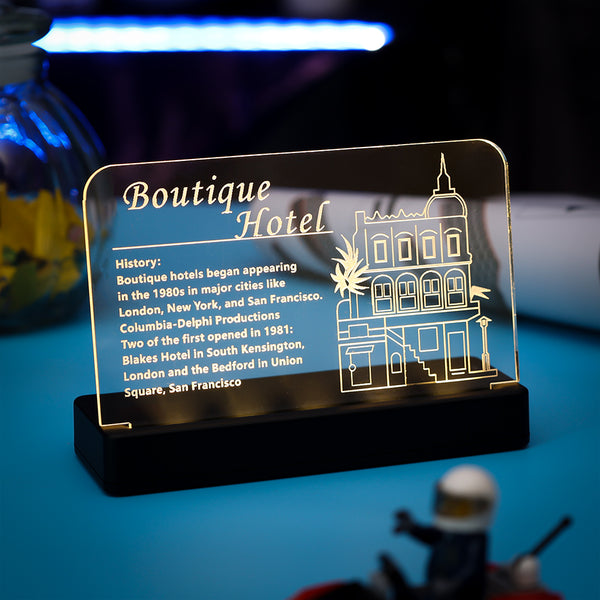 Boutique
Hotel
History:
Boutique hotels began appearing
in the 1980s in major cities like
London, New York, and San Francisco.
Columbia-Delphi Productions
Two of the first opened in 1981:
Blakes Hotel in South Kensington,
London and the Bedford in Union
Square, San Francisco